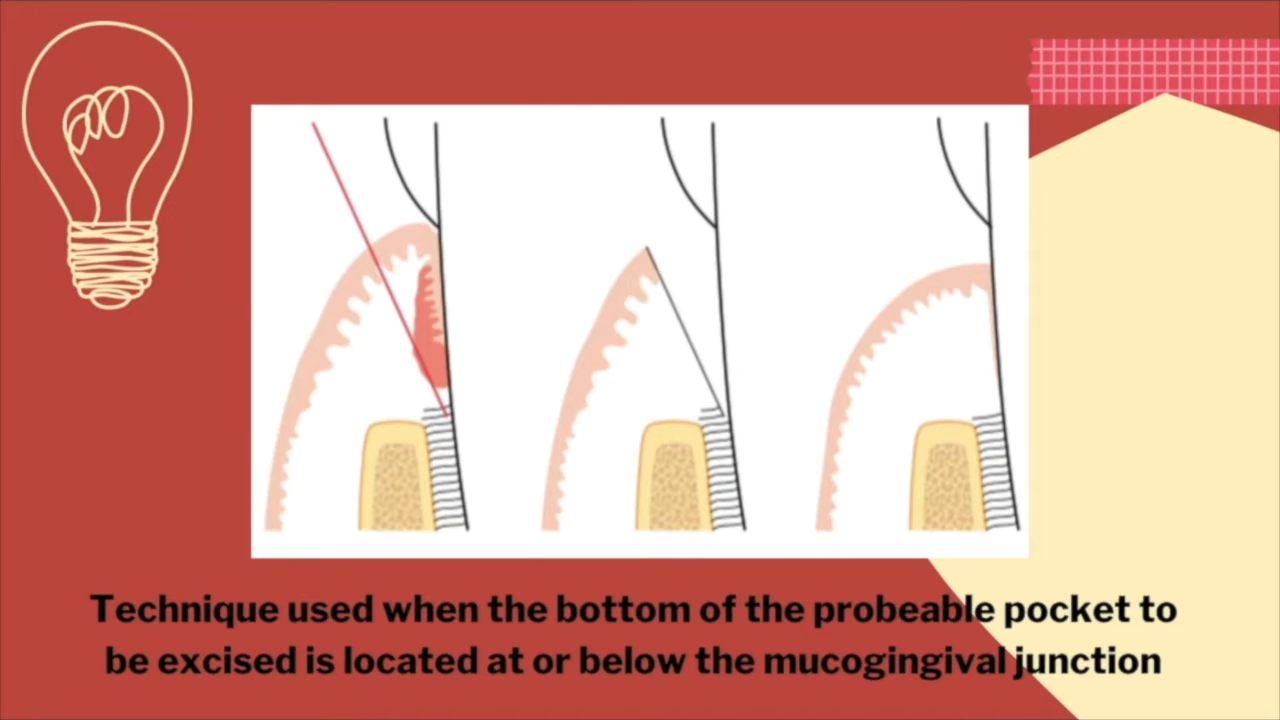 Technique used when the bottom of the probeable pocket to
be excised is located at or below the mucogingival junction